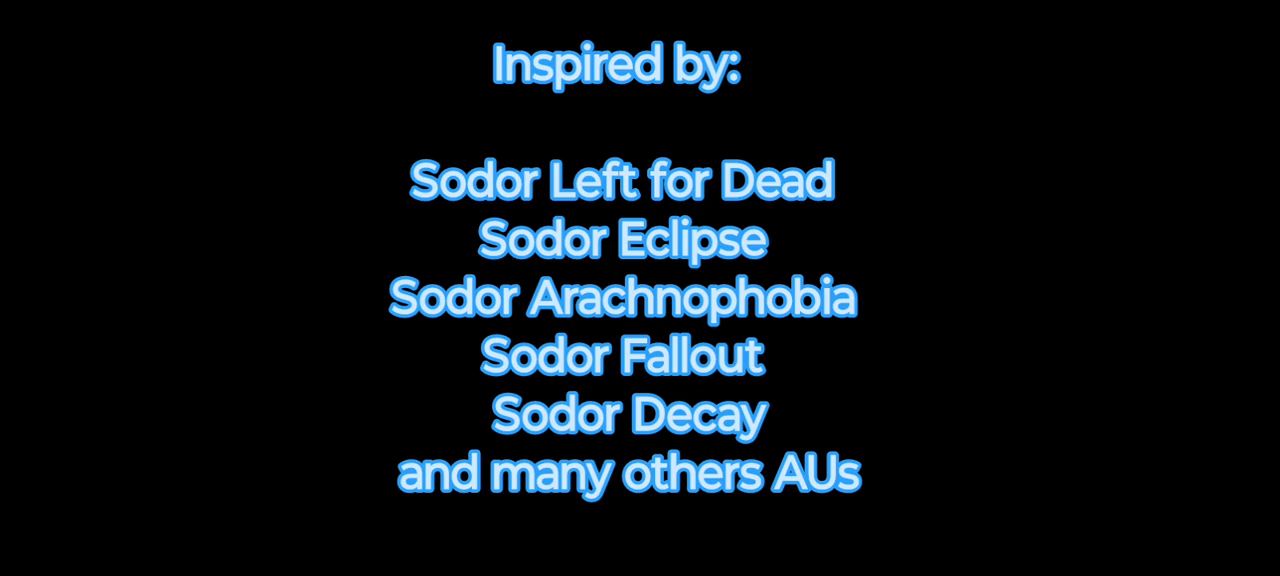 Inspired by:
Sodor Left for Dead
Sodor Eclipse
Sodor Arachnophobia
Sodor Fallout
Sodor Decay
and many others AUs